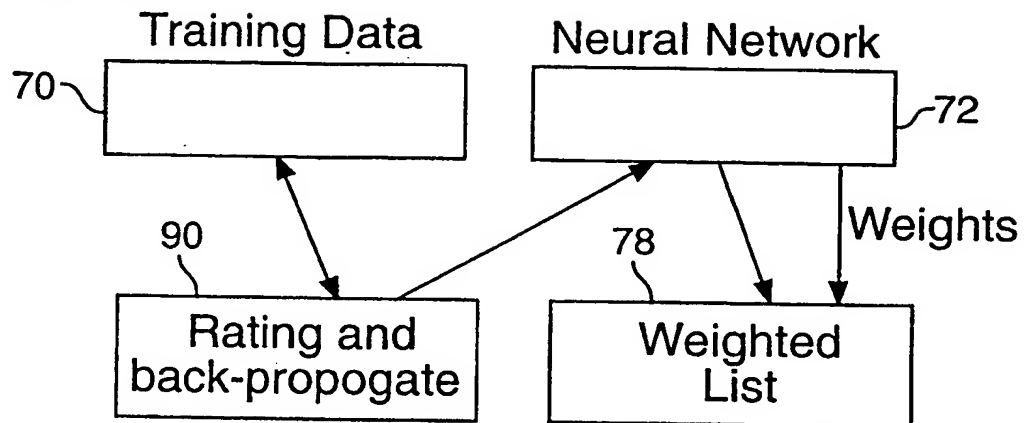 Training Data
Neural Network
70
72
Weights
90
78
Rating and
back-propogate
Weighted
List